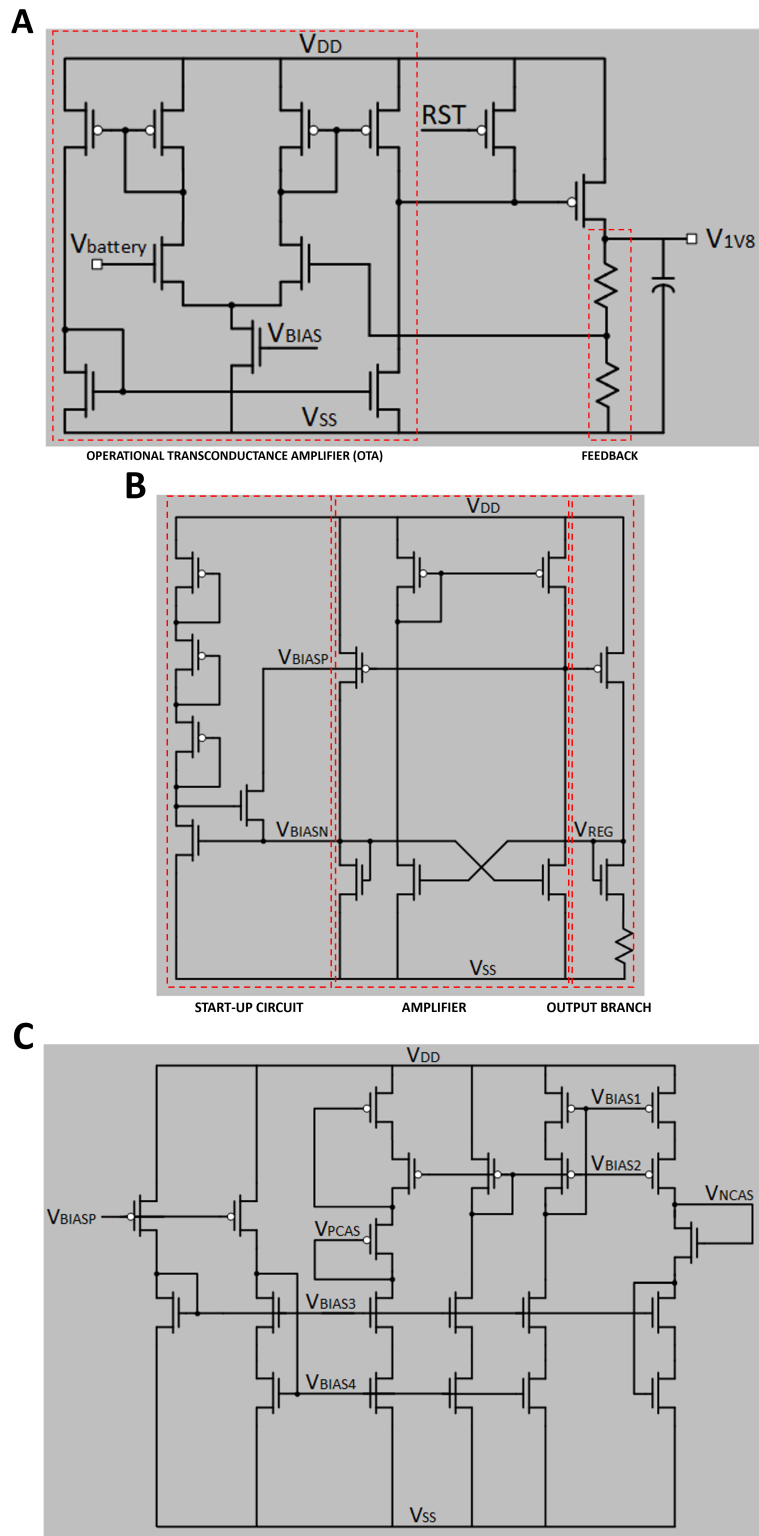 A
VDD
RST
Vbattery
V1V8
VBIAS
VSS
OPERATIONAL TRANSCONDUCTANCE AMPLIFIER (OTA)
FEEDBACK
B
VDD
VBIASP
VBIASN
VREG
VSS
START-UP CIRCUIT
AMPLIFIER
OUTPUT BRANCH
C
VDD
VBIAS1
VBIAS2
VBIASP
VNCAS
VPCAS
VBIAS3
VBIAS4
VSS